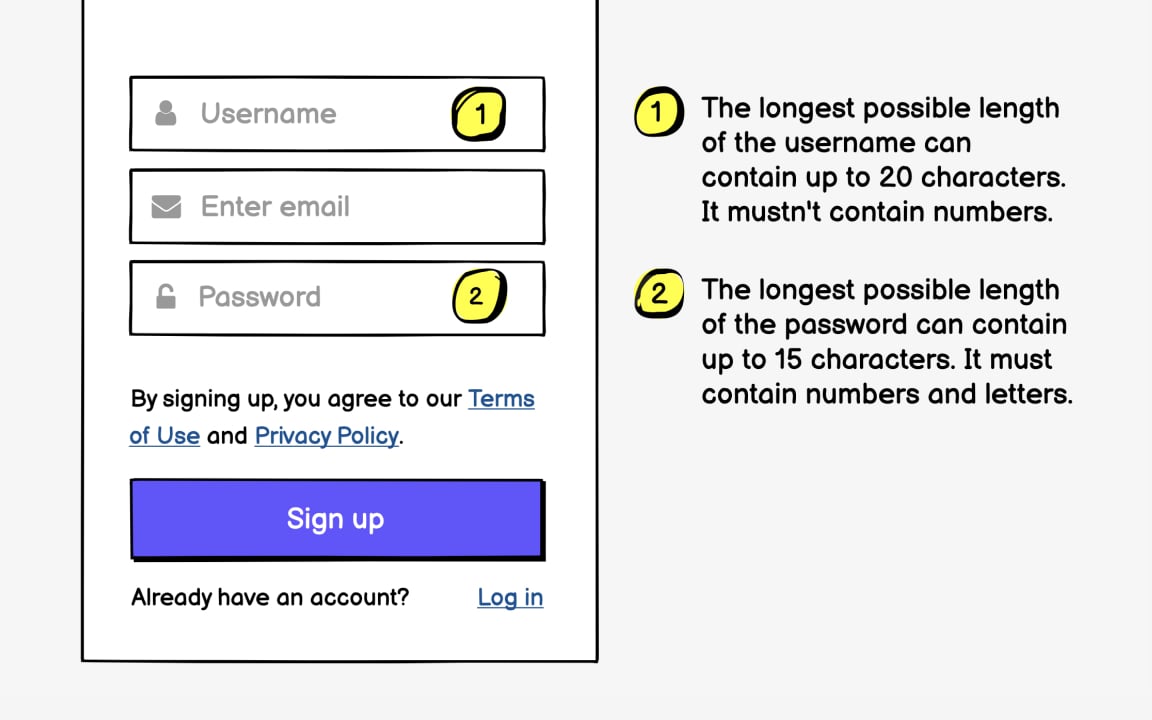 Username
1
Enter email
Password
2
By signing up, you agree to our Terms
of Use and Privacy Policy.
Sign up
Already have an account? Log in
1
The longest possible length
of the username can
contain up to 20 characters.
It mustn't contain numbers.
2
The longest possible length
of the password can contain
up to 15 characters. It must
contain numbers and letters.